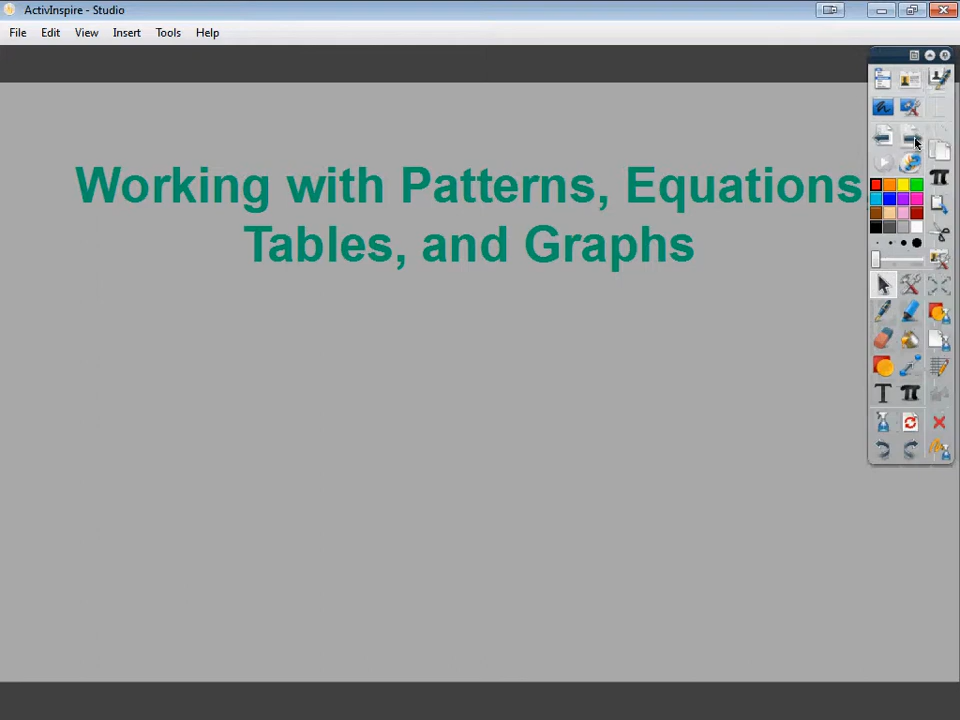 ActivInspire - Studio
File Edit View Insert Tools Help
Working with Patterns, Equations
Tables, and Graphs